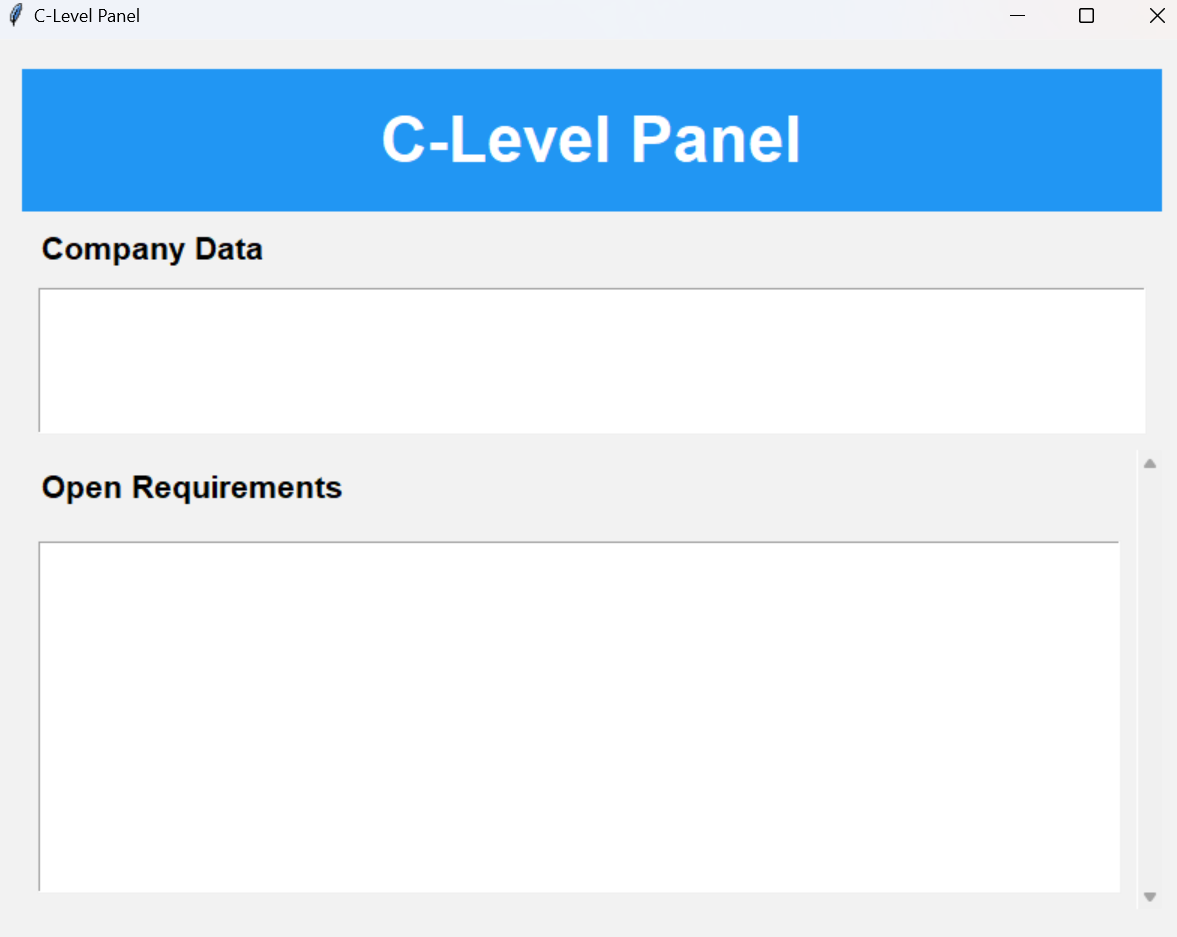 C-Level Panel
C-Level Panel
Company Data
Open Requirements